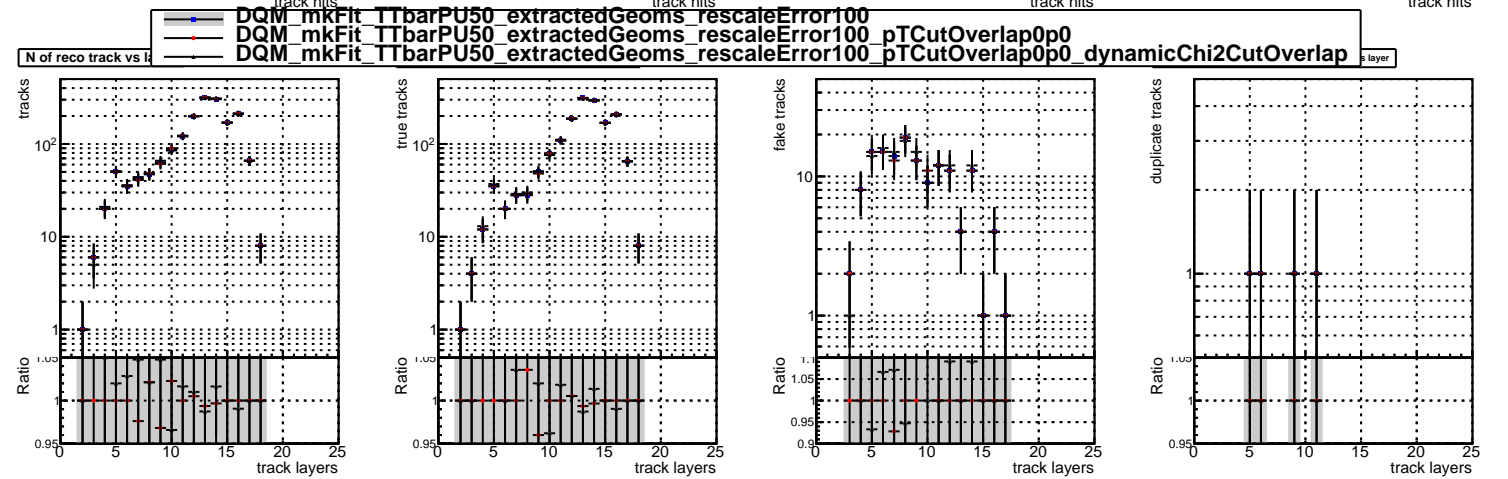 track hits track hits track hits track hits
DQM_mkFit_TTbarPU50_extractedGeoms_rescaleError100
DQM_mkFit_TTbarPU50_extractedGeoms_rescaleError100_pTCutOverlap0p0
DQM_mkFit_TTbarPU50_extractedGeoms_rescaleError100_pTCutOverlap0p0_dynamicChi2CutOverlap
N of reco track vs la
s layer
tracks
10²
10
1
Ratio
1.05
1
0.95
0 5 10 15 20 25
track layers
true tracks
10²
10
1
Ratio
1.05
1
0.95
0 5 10 15 20 25
track layers
fake tracks
10
1
Ratio
1.1
1.05
1
0.95
0.9
0 5 10 15 20 25
track layers
duplicate tracks
1
Ratio
1.05
1
0.95
0 5 10 15 20 25
track layers